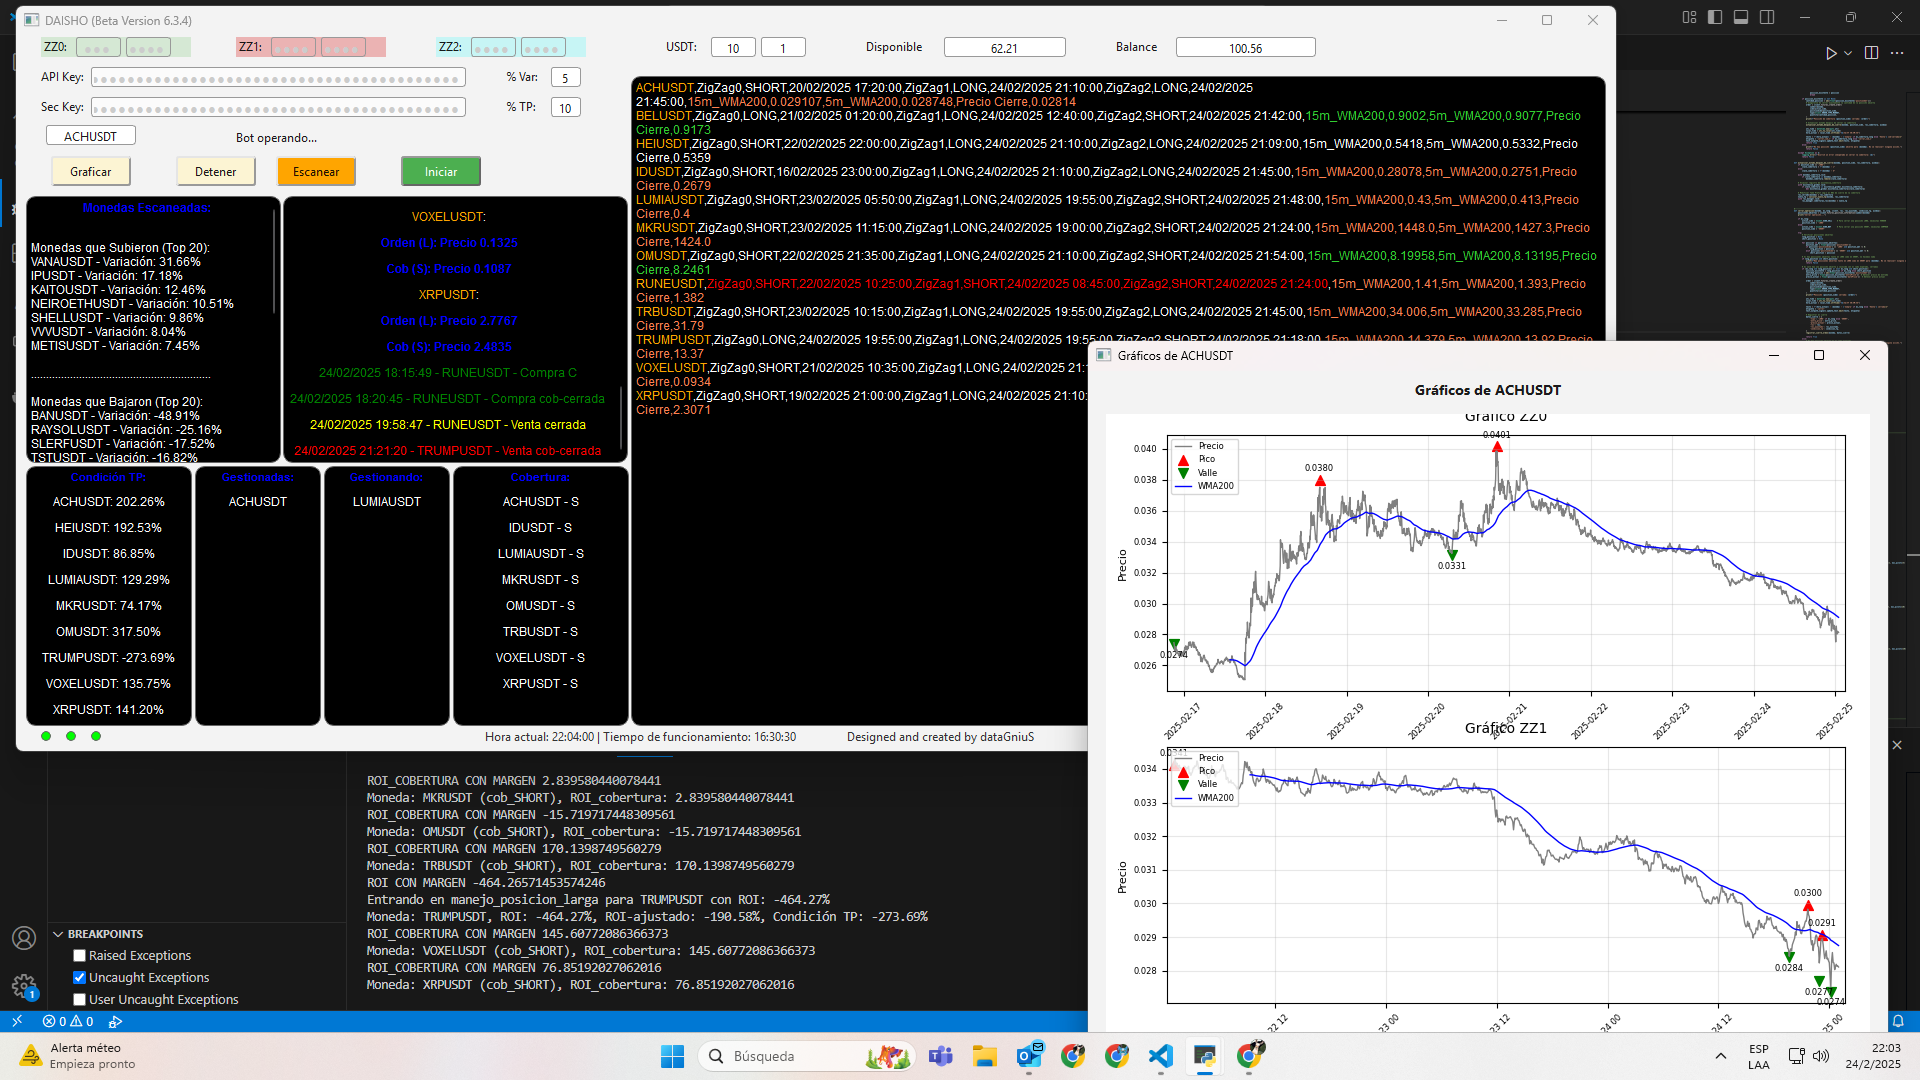 DAISHO (Beta Version 6.3.4)
ZZ0:
ZZ1:
ZZ2:
USDT: 10 1
Disponible 62.21
Balance 100.56
API Key:
% Var: 5
Sec Key:
% TP: 10
ACHUSDT
Bot operando...
Graficar
Detener
Escanear
Iniciar
Monedas Escaneadas:
Monedas que Subieron (Top 20):
VANAUSDT - Variación: 31.66%
IPUSDT - Variación: 17.18%
KAITOUSDT - Variación: 12.46%
NEIROETHUSDT - Variación: 10.51%
SHELLUSDT - Variación: 9.86%
VVVUSDT - Variación: 8.04%
METISUSDT - Variación: 7.45%
Monedas que Bajaron (Top 20):
BANUSDT - Variación: -48.91%
RAYSOLUSDT - Variación: -25.16%
SLERFUSDT - Variación: -17.52%
TSTUSDT - Variación: -16.82%
VOXELUSDT:
Orden (L): Precio 0.1325
Cob (S): Precio 0.1087
XRPUSDT:
Orden (L): Precio 2.7767
Cob (S): Precio 2.4835
24/02/2025 18:15:49 - RUNEUSDT - Compra C
24/02/2025 18:20:45 - RUNEUSDT - Compra cob-cerrada
24/02/2025 19:58:47 - RUNEUSDT - Venta cerrada
24/02/2025 21:21:20 - TRUMPUSDT - Venta cob-cerrada
Condición TP:
ACHUSDT: 202.26%
HEIUSDT: 192.53%
IDUSDT: 86.85%
LUMIAUSDT: 129.29%
MKRUSDT: 74.17%
OMUSDT: 317.50%
TRUMPUSDT: -273.69%
VOXELUSDT: 135.75%
XRPUSDT: 141.20%
Gestionadas:
ACHUSDT
Gestionando:
LUMIAUSDT
Cobertura:
ACHUSDT - S
IDUSDT - S
LUMIAUSDT - S
MKRUSDT - S
OMUSDT - S
TRBUSDT - S
VOXELUSDT - S
XRPUSDT - S
ACHUSDT,ZigZag0,SHORT,20/02/2025 17:20:00,ZigZag1,LONG,24/02/2025 21:10:00,ZigZag2,LONG,24/02/2025
21:45:00,15m_WMA200,0.029107,5m_WMA200,0.028748,Precio Cierre,0.02814
BELUSDT,ZigZag0,LONG,21/02/2025 01:20:00,ZigZag1,LONG,24/02/2025 12:40:00,ZigZag2,SHORT,24/02/2025 21:42:00,15m_WMA200,0.9002,5m_WMA200,0.9077,Precio
Cierre,0.9173
HEIUSDT,ZigZag0,SHORT,22/02/2025 22:00:00,ZigZag1,LONG,24/02/2025 21:10:00,ZigZag2,LONG,24/02/2025 21:09:00,15m_WMA200,0.5418,5m_WMA200,0.5332,Precio
Cierre,0.5359
IDUSDT,ZigZag0,SHORT,16/02/2025 23:00:00,ZigZag1,LONG,24/02/2025 21:10:00,ZigZag2,LONG,24/02/2025 21:45:00,15m_WMA200,0.28078,5m_WMA200,0.2751,Precio
Cierre,0.2679
LUMIAUSDT,ZigZag0,SHORT,23/02/2025 05:50:00,ZigZag1,LONG,24/02/2025 19:55:00,ZigZag2,SHORT,24/02/2025 21:48:00,15m_WMA200,0.43,5m_WMA200,0.413,Precio
Cierre,0.4
MKRUSDT,ZigZag0,SHORT,23/02/2025 11:15:00,ZigZag1,LONG,24/02/2025 19:00:00,ZigZag2,SHORT,24/02/2025 21:24:00,15m_WMA200,1448.0,5m_WMA200,1427.3,Precio
Cierre,1424.0
OMUSDT,ZigZag0,SHORT,22/02/2025 21:35:00,ZigZag1,LONG,24/02/2025 21:10:00,ZigZag2,SHORT,24/02/2025 21:54:00,15m_WMA200,8.19958,5m_WMA200,8.13195,Precio
Cierre,8.2461
RUNEUSDT,ZigZag0,SHORT,22/02/2025 10:25:00,ZigZag1,SHORT,24/02/2025 08:45:00,ZigZag2,SHORT,24/02/2025 21:24:00,15m_WMA200,1.41,5m_WMA200,1.393,Precio
Cierre,1.382
TRBUSDT,ZigZag0,SHORT,23/02/2025 10:15:00,ZigZag1,LONG,24/02/2025 19:55:00,ZigZag2,LONG,24/02/2025 21:45:00,15m_WMA200,34.006,5m_WMA200,33.285,Precio
Cierre,31.79
TRUMPUSDT,ZigZag0,LONG,24/02/2025 19:55:00,ZigZag1,LONG,24/02/2025 19:55:00,ZigZag2,SHORT,24/02/2025 21:18:00,15m_WMA200,14.379,5m_WMA200,13.92,Precio
Cierre,13.37
VOXELUSDT,ZigZag0,SHORT,21/02/2025 10:35:00,ZigZag1,LONG,24/02/2025 21:1
Cierre,0.0934
XRPUSDT,ZigZag0,SHORT,19/02/2025 21:00:00,ZigZag1,LONG,24/02/2025 21:10:
Cierre,2.3071
Hora actual: 22:04:00 | Tiempo de funcionamiento: 16:30:30
Designed and created by dataGniuS
Gráficos de ACHUSDT
Gráficos de ACHUSDT
Gráfico ZZ0
Precio
Pico
Valle
WMA200
0.0401
0.0380
0.0331
0.0274
0.040
0.038
0.036
0.034
0.032
0.030
0.028
0.026
Precio
2025-02-17
2025-02-18
2025-02-19
2025-02-20
2025-02-21
2025-02-22
2025-02-23
2025-02-24
2025-02-25
Gráfico ZZ1
0.0341
Precio
Pico
Valle
WMA200
0.034
0.033
0.032
0.031
0.030
0.029
0.028
Precio
0.0300
0.0291
0.0284
0.0274
22 12
23 00
23 12
24 00
24 12
25 00
ROI_COBERTURA CON MARGEN 2.839580440078441
Moneda: MKRUSDT (cob_SHORT), ROI_cobertura: 2.839580440078441
ROI_COBERTURA CON MARGEN -15.719717448309561
Moneda: OMUSDT (cob_SHORT), ROI_cobertura: -15.719717448309561
ROI_COBERTURA CON MARGEN 170.1398749560279
Moneda: TRBUSDT (cob_SHORT), ROI_cobertura: 170.1398749560279
ROI CON MARGEN -464.26571453574246
Entrando en manejo_posicion_larga para TRUMPUSDT con ROI: -464.27%
Moneda: TRUMPUSDT, ROI: -464.27%, ROI-ajustado: -190.58%, Condición TP: -273.69%
ROI_COBERTURA CON MARGEN 145.60772086366373
Moneda: VOXELUSDT (cob_SHORT), ROI_cobertura: 145.60772086366373
ROI_COBERTURA CON MARGEN 76.85192027062016
Moneda: XRPUSDT (cob_SHORT), ROI_cobertura: 76.85192027062016
BREAKPOINTS
Raised Exceptions
Uncaught Exceptions
User Uncaught Exceptions
1
0 0
Alerta méteo
Empieza pronto
Búsqueda
ESP
LAA
22:03
24/2/2025